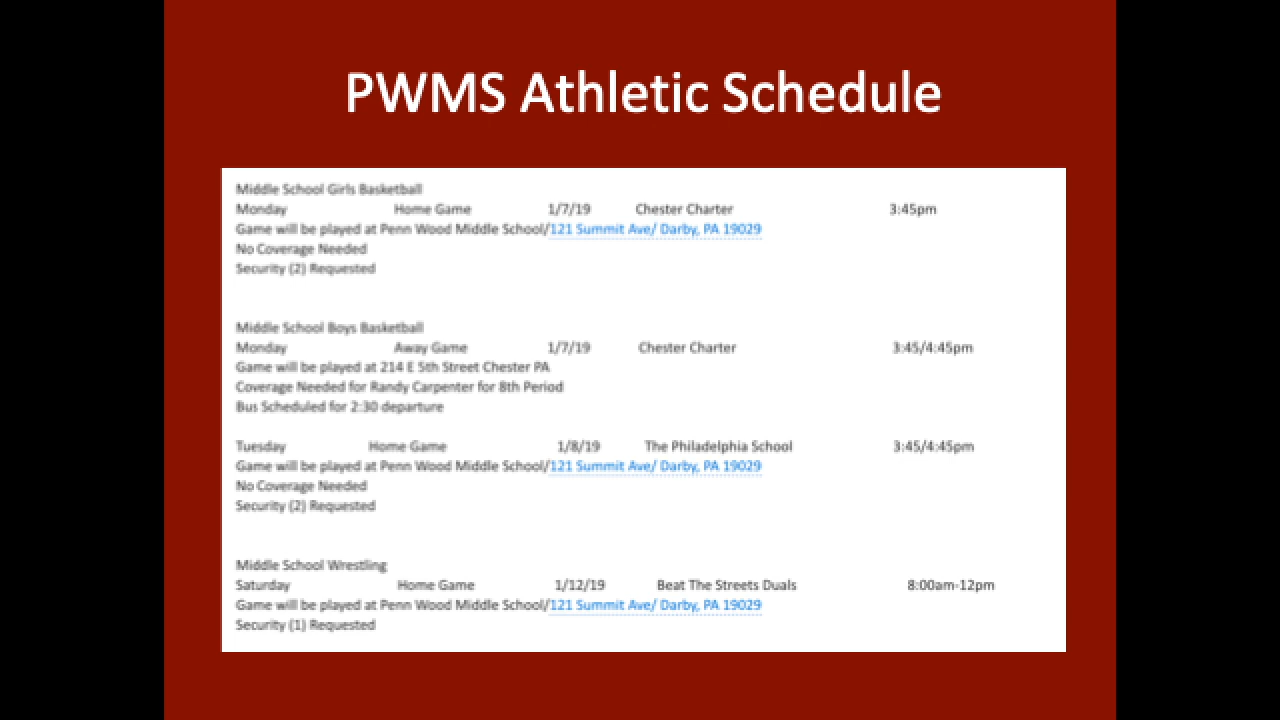 PWMS Athletic Schedule
Middle School Girls Basketball
Monday Home Game 1/7/19 Chester Charter 3:45pm
Game will be played at Penn Wood Middle School/121 Summit Ave/ Darby, PA 19029
No Coverage Needed
Security (2) Requested
Middle School Boys Basketball
Monday Away Game 1/7/19 Chester Charter 3:45/4:45pm
Game will be played at 214 E 5th Street Chester PA
Coverage Needed for Randy Carpenter for 8th Period
Bus Scheduled for 2:30 departure
Tuesday Home Game 1/8/19 The Philadelphia School 3:45/4:45pm
Game will be played at Penn Wood Middle School/121 Summit Ave/ Darby, PA 19029
No Coverage Needed
Security (2) Requested
Middle School Wrestling
Saturday Home Game 1/12/19 Beat The Streets Duals 8:00am-12pm
Game will be played at Penn Wood Middle School/121 Summit Ave/ Darby, PA 19029
Security (1) Requested